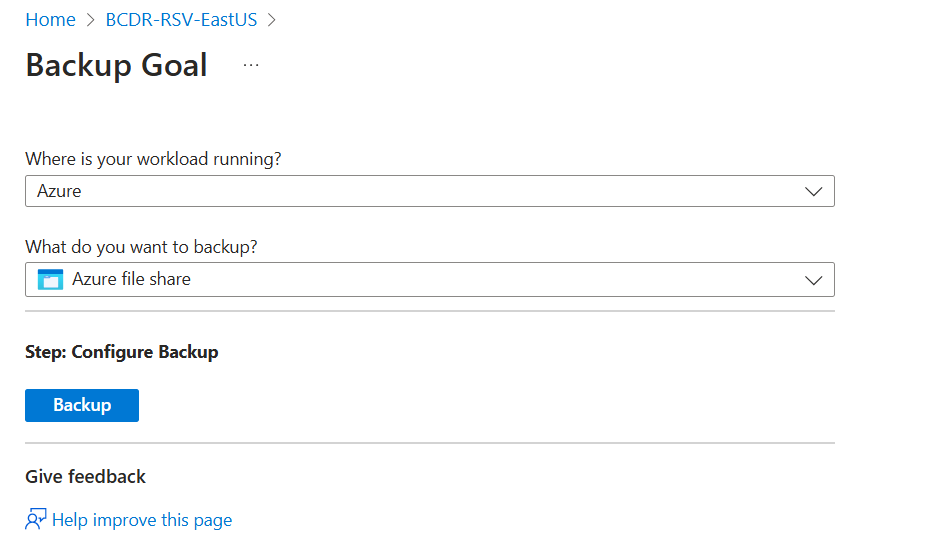 Home > BCDR-RSV-EastUS >
Backup Goal ...
Where is your workload running?
Azure
What do you want to backup?
Azure file share
Step: Configure Backup
Backup
Give feedback
Help improve this page